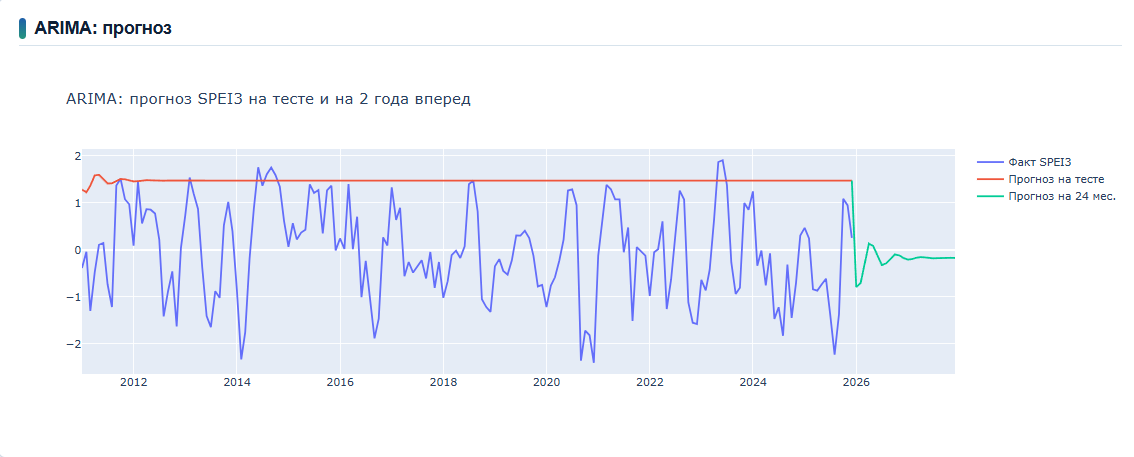 ARIMA: прогноз
ARIMA: прогноз SPEI3 на тесте и на 2 года вперед
2
1
0
−1
−2
2012 2014 2016 2018 2020 2022 2024 2026
Факт SPEI3
Прогноз на тесте
Прогноз на 24 мес.